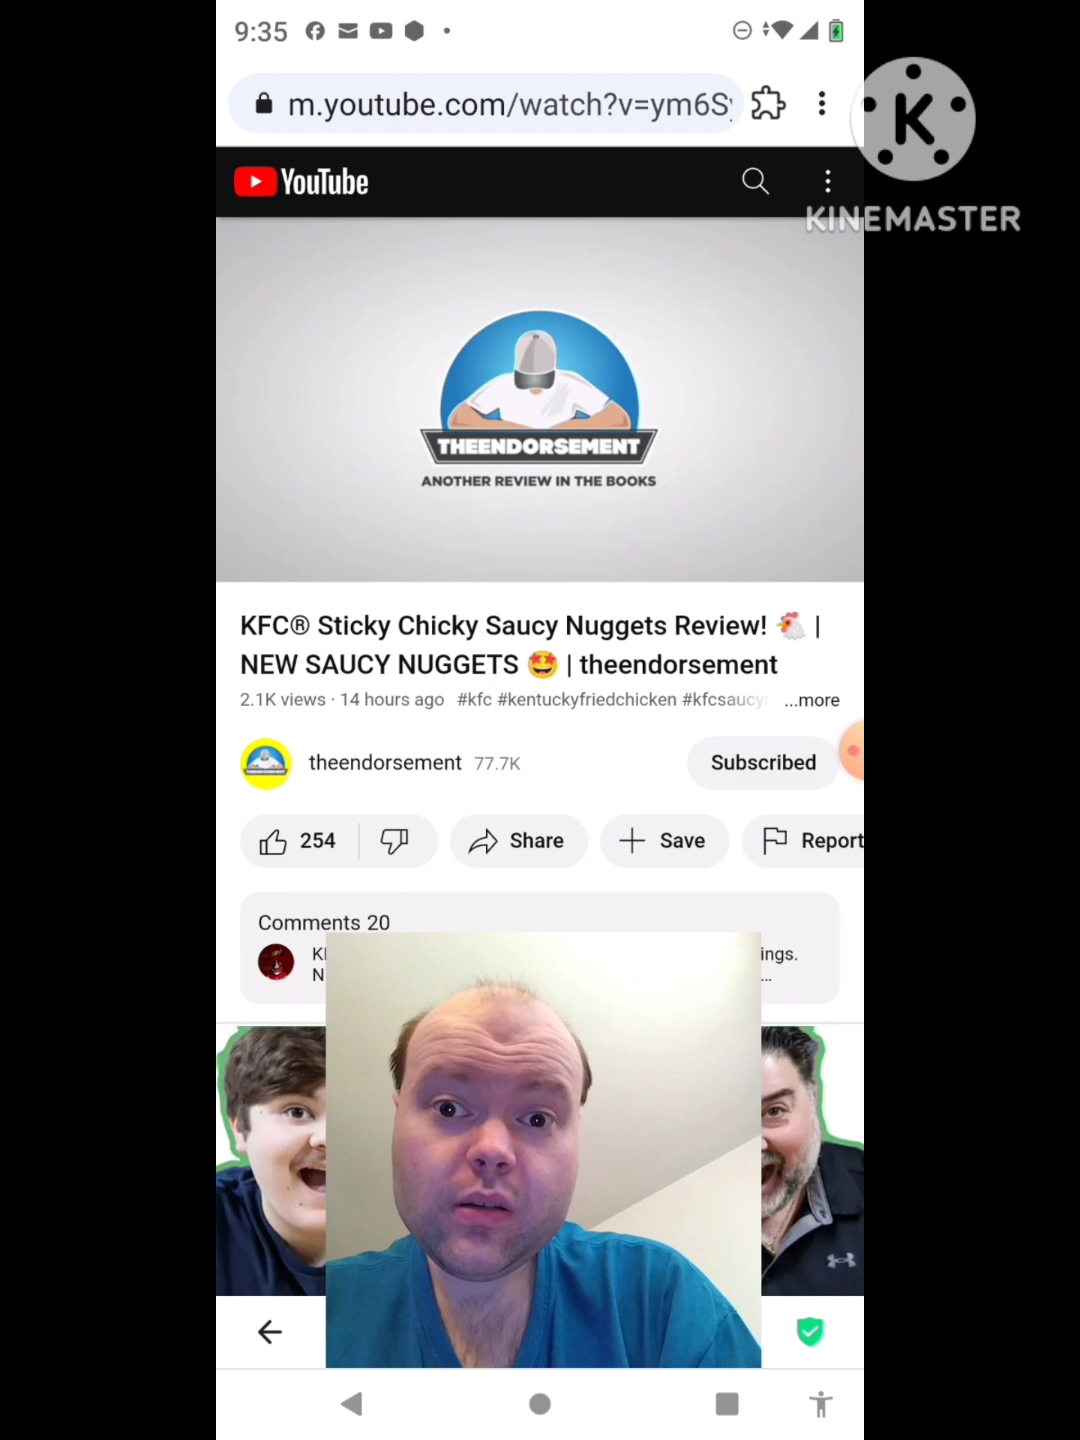 9:35
m.youtube.com/watch?v=ym6Sy
K
KINEMASTER
YouTube
THEENDORSEMENT
ANOTHER REVIEW IN THE BOOKS
KFC® Sticky Chicky Saucy Nuggets Review! 🐔 |
NEW SAUCY NUGGETS 🤩 | theendorsement
2.1K views · 14 hours ago #kfc #kentuckyfriedchicken #kfcsaucy ...more
theendorsement 77.7K
Subscribed
254
Share
Save
Report
Comments 20
ings.
N